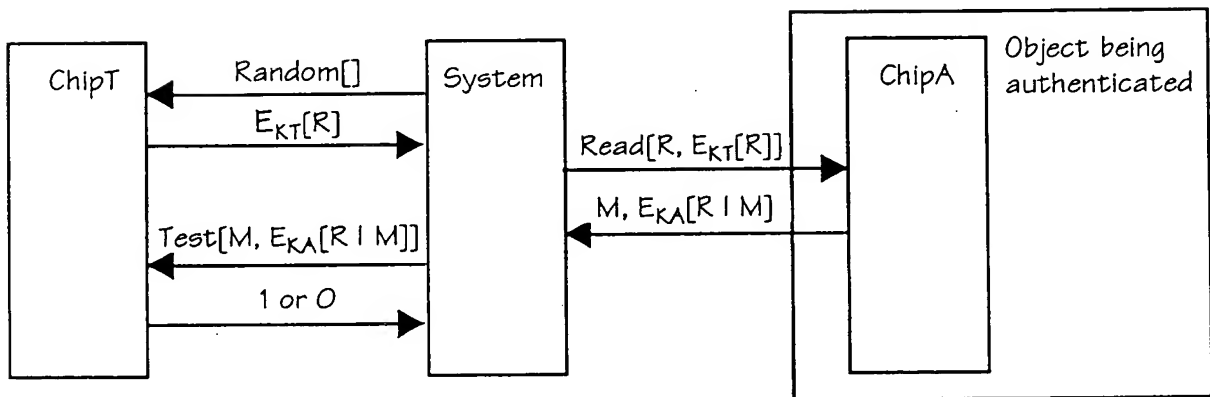 ChipT
System
ChipA
Object being
authenticated
Random[]
E_KT[R]
Read[R, E_KT[R]]
M, E_KA[R | M]
Test[M, E_KA[R | M]]
1 or 0